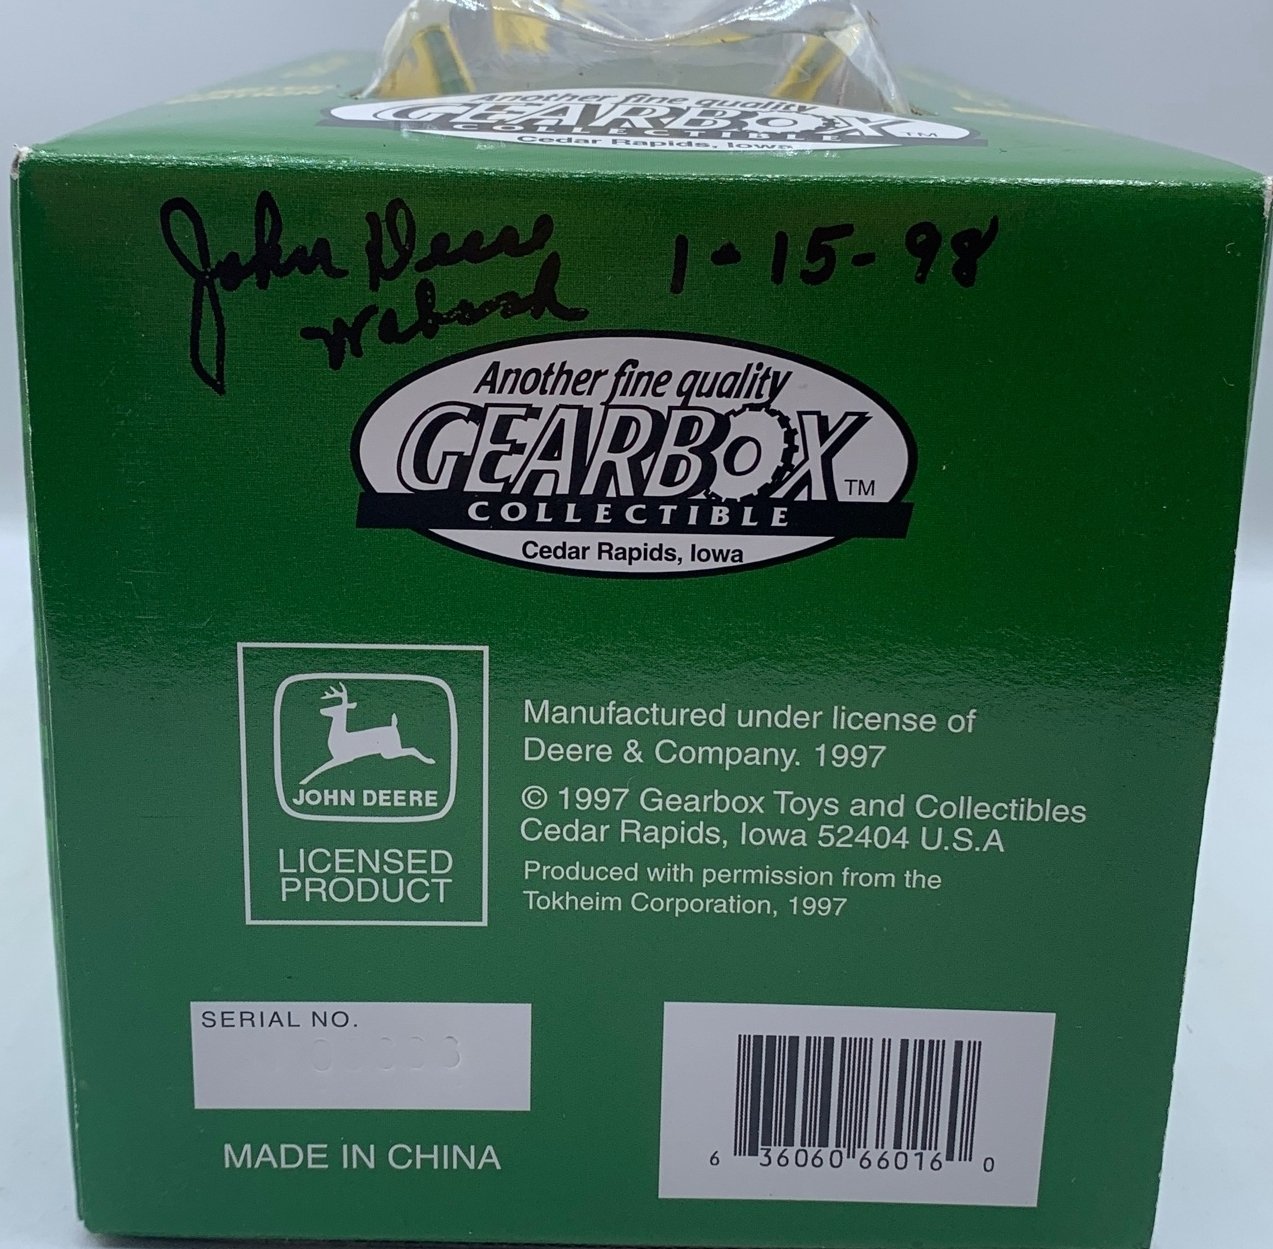 Another fine quality
GEARBOX TM
COLLECTIBLE
Cedar Rapids, Iowa
John Deere 1-15-98
Wabash
Another fine quality
GEARBOX TM
COLLECTIBLE
Cedar Rapids, Iowa
JOHN DEERE
LICENSED
PRODUCT
Manufactured under license of
Deere & Company. 1997
© 1997 Gearbox Toys and Collectibles
Cedar Rapids, Iowa 52404 U.S.A
Produced with permission from the
Tokheim Corporation, 1997
SERIAL NO.
MADE IN CHINA
6 36060 66016 0